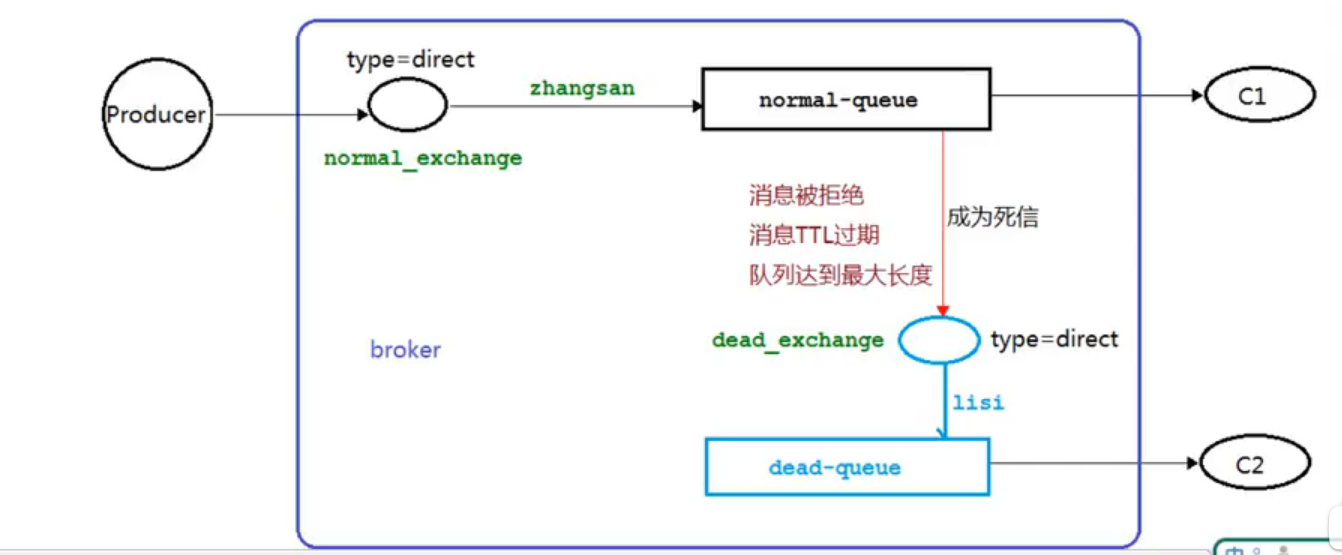 type=direct
zhangsan
Producer
normal-queue
C1
normal_exchange
消息被拒绝
消息TTL过期
队列达到最大长度
成为死信
broker
dead_exchange
type=direct
lisi
dead-queue
C2
中